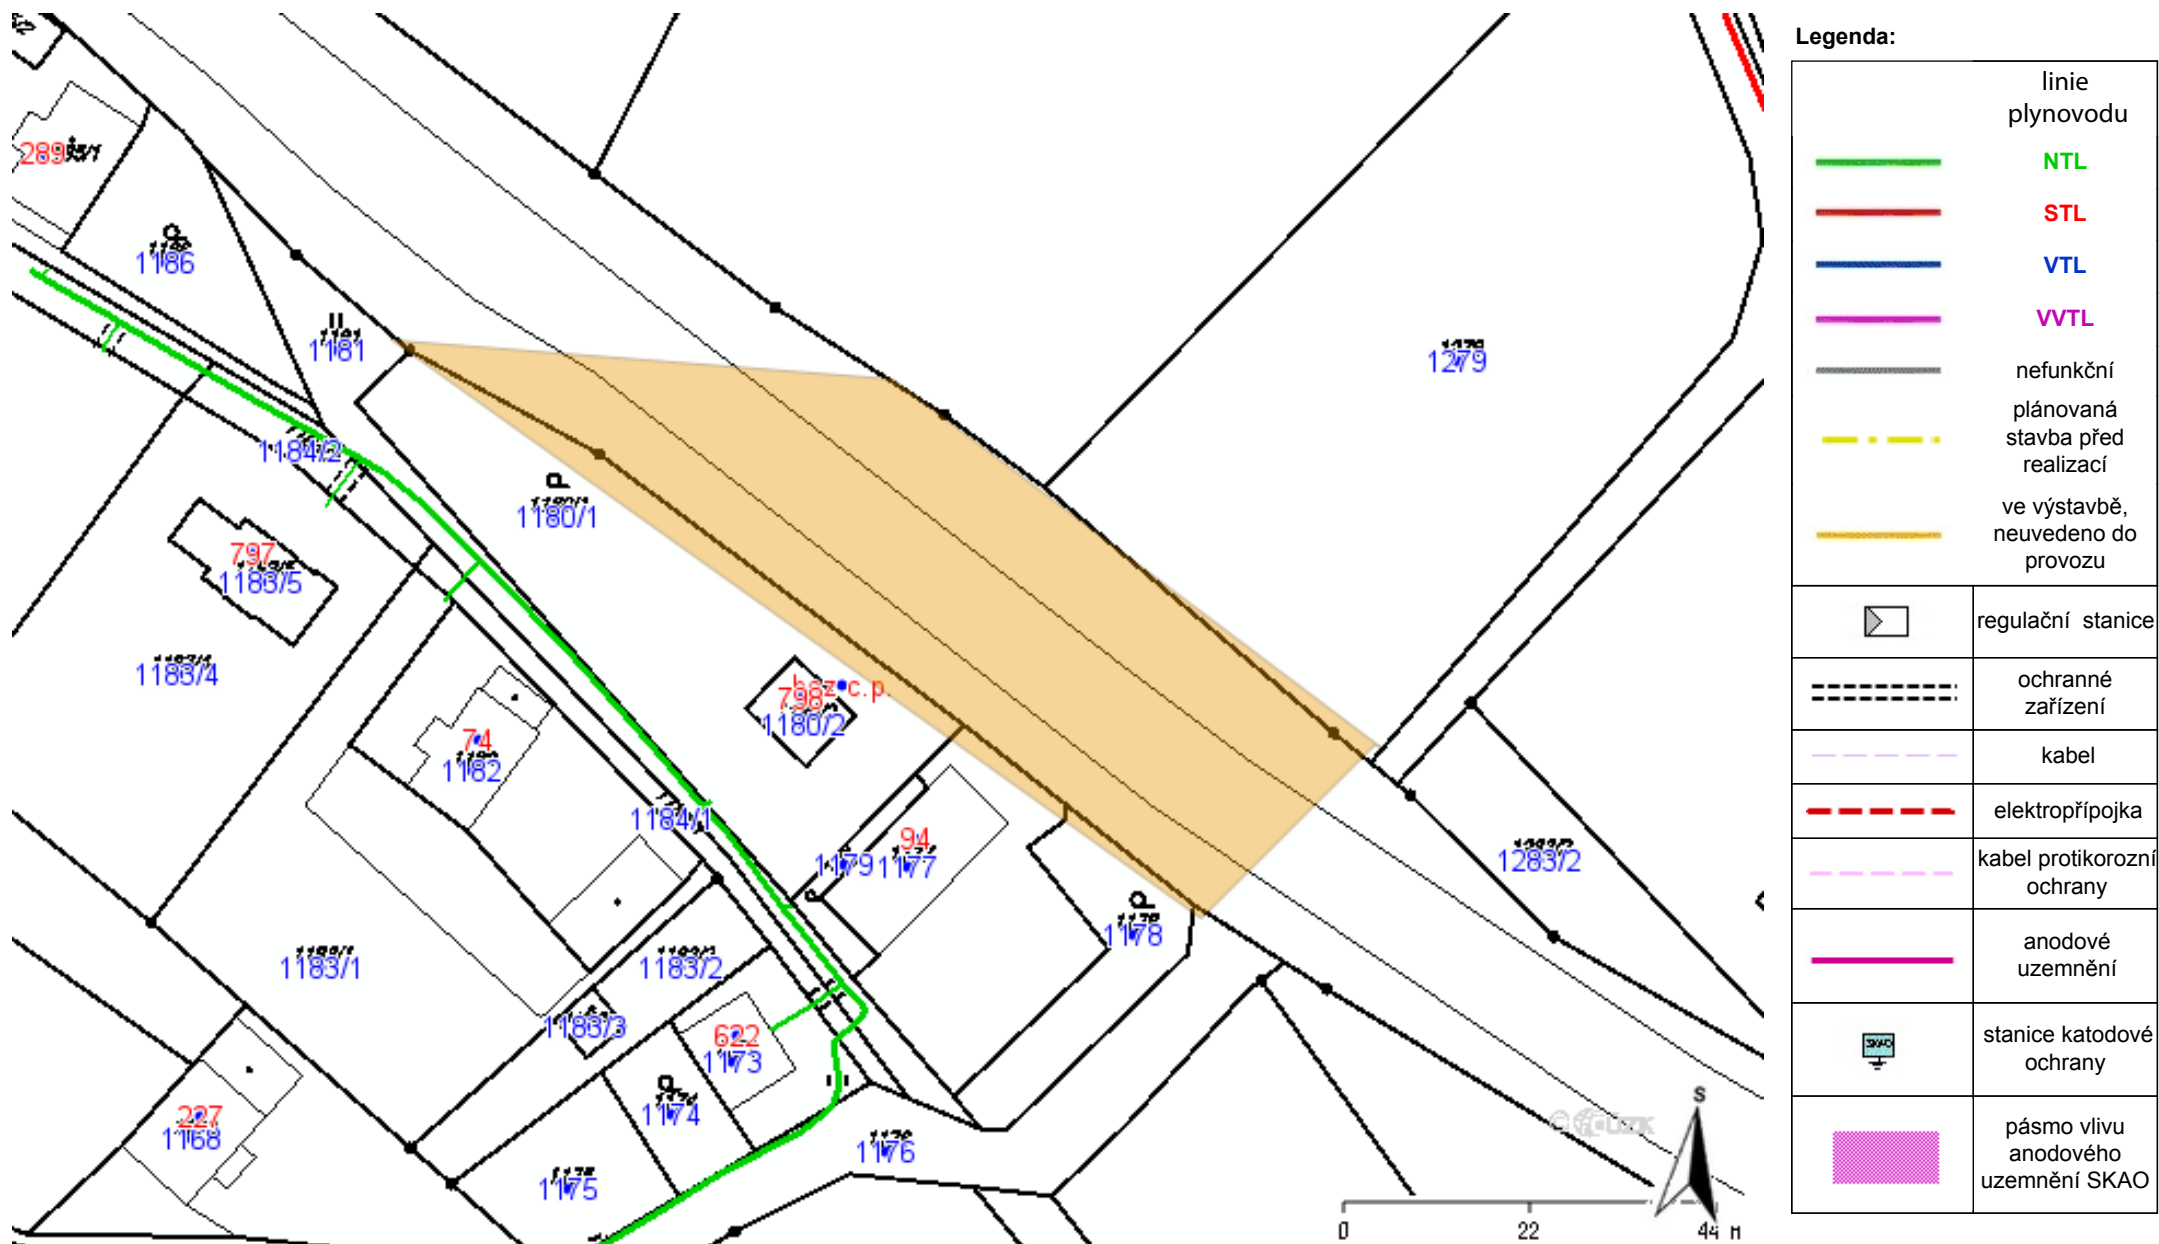 Legenda:
linie
plynovodu
NTL
STL
VTL
VVTL
nefunkční
plánovaná
stavba před
realizací
ve výstavbě,
neuvedeno do
provozu
regulační stanice
ochranné
zařízení
kabel
elektropřípojka
kabel protikorozní
ochrany
anodové
uzemnění
SKAO
stanice katodové
ochrany
pásmo vlivu
anodového
uzemnění SKAO
289
1186
1181
1279
1184/2
1180/1
797
1183/5
1183/4
bez c.p.
798
1180/2
74
1182
1184/1
94
1179
1177
1283/2
1178
1183/1
1183/2
1183/3
622
1173
1174
227
1168
1176
1175
S
0
22
44 M